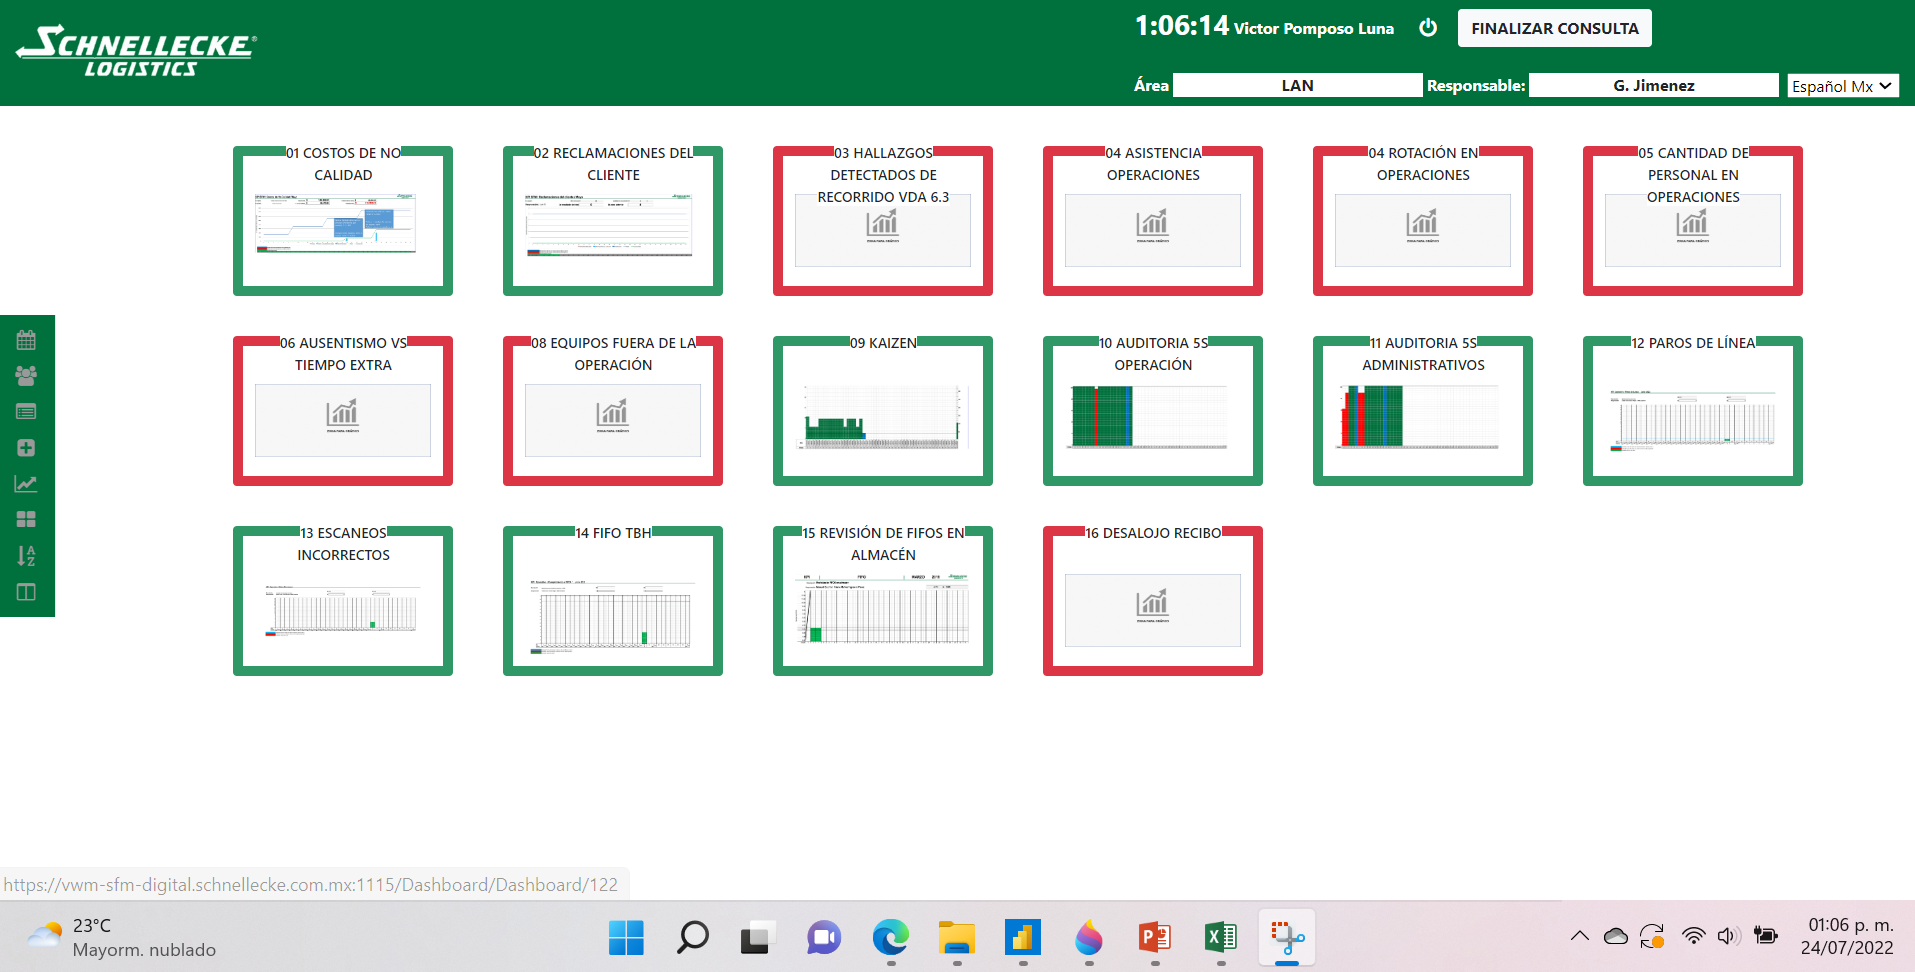 SCHNELLECKE
LOGISTICS
1:06:14 Victor Pomposo Luna
FINALIZAR CONSULTA
Área LAN Responsable: G. Jimenez Español Mx
01 COSTOS DE NO
CALIDAD
02 RECLAMACIONES DEL
CLIENTE
03 HALLAZGOS
DETECTADOS DE
RECORRIDO VDA 6.3
04 ASISTENCIA
OPERACIONES
04 ROTACIÓN EN
OPERACIONES
05 CANTIDAD DE
PERSONAL EN
OPERACIONES
06 AUSENTISMO VS
TIEMPO EXTRA
08 EQUIPOS FUERA DE LA
OPERACIÓN
09 KAIZEN
10 AUDITORIA 5S
OPERACIÓN
11 AUDITORIA 5S
ADMINISTRATIVOS
12 PAROS DE LÍNEA
13 ESCANEOS
INCORRECTOS
14 FIFO TBH
15 REVISIÓN DE FIFOS EN
ALMACÉN
16 DESALOJO RECIBO
https://vwm-sfm-digital.schnellecke.com.mx:1115/Dashboard/Dashboard/122
23°C
Mayorm. nublado
01:06 p. m.
24/07/2022